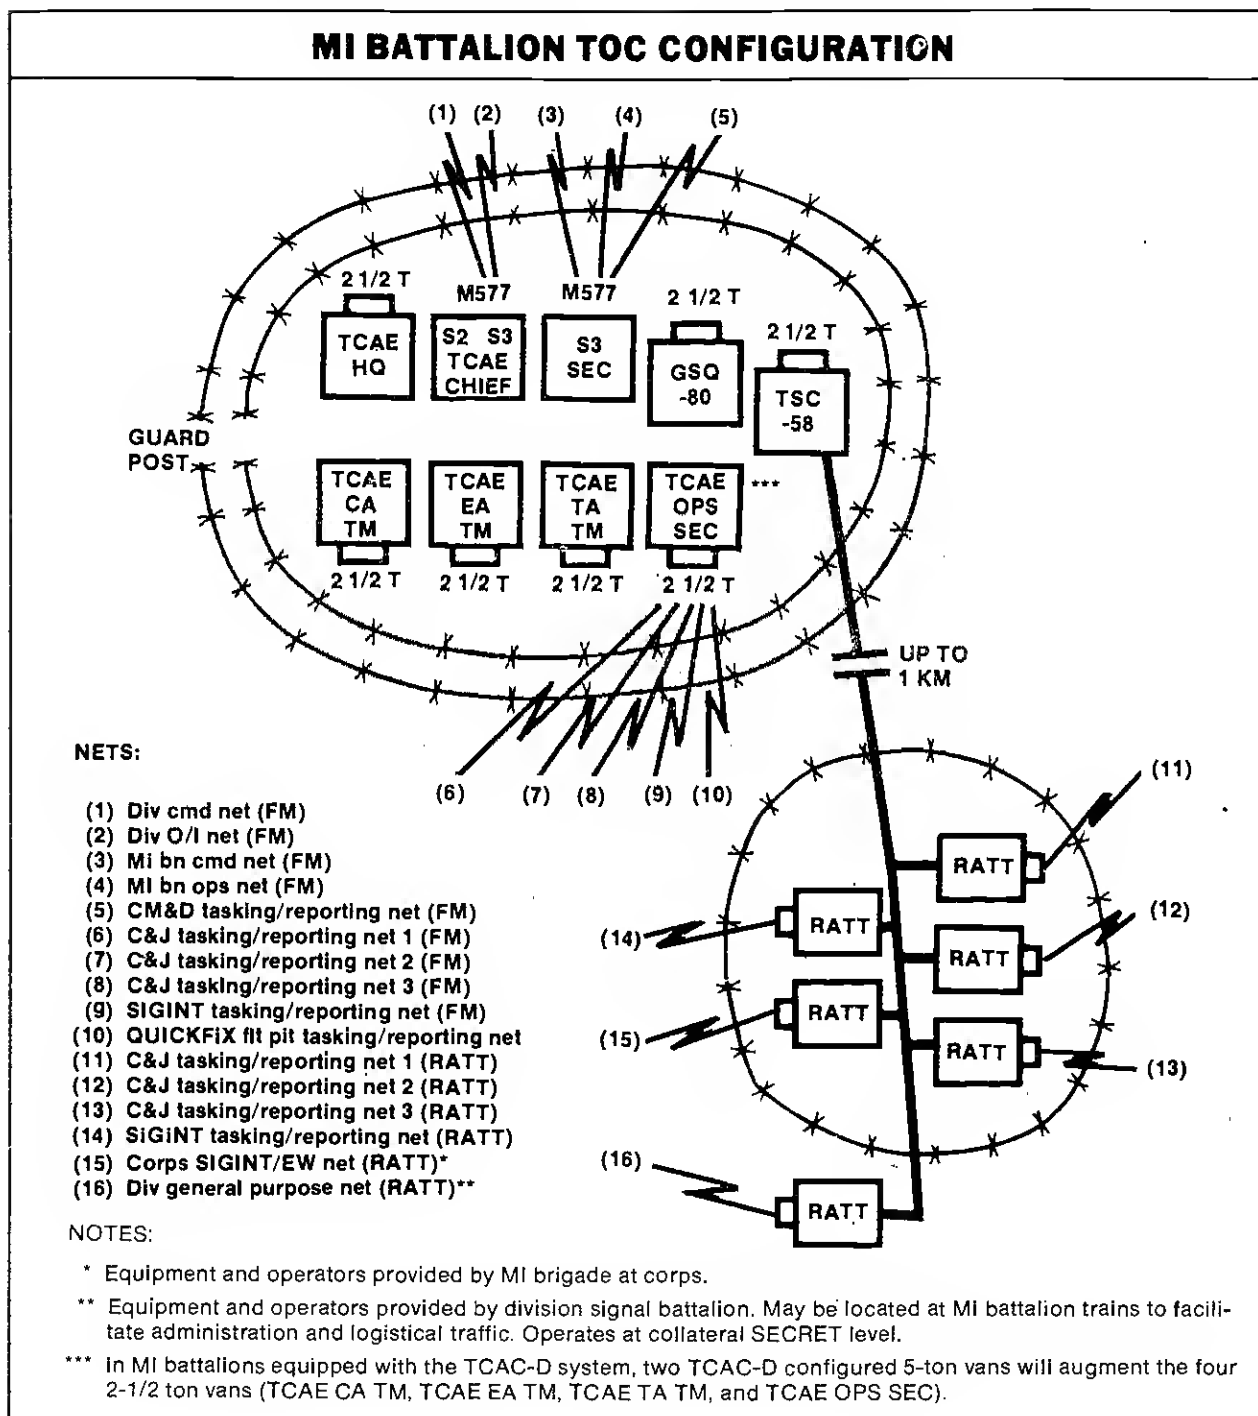 MI BATTALION TOC CONFIGURATION
(1) (2) (3) (4) (5)
2 1/2 T M577 M577 2 1/2 T 2 1/2 T
TCAE HQ
S2 S3 TCAE CHIEF
S3 SEC
GSQ -80
TSC -58
GUARD POST
TCAE CA TM
TCAE EA TM
TCAE TA TM
TCAE OPS SEC
***
2 1/2 T 2 1/2 T 2 1/2 T 2 1/2 T
UP TO
1 KM
(6) (7) (8) (9) (10)
NETS:
(1) Div cmd net (FM)
(2) Div O/I net (FM)
(3) Mi bn cmd net (FM)
(4) MI bn ops net (FM)
(5) CM&D tasking/reporting net (FM)
(6) C&J tasking/reporting net 1 (FM)
(7) C&J tasking/reporting net 2 (FM)
(8) C&J tasking/reporting net 3 (FM)
(9) SIGINT tasking/reporting net (FM)
(10) QUICKFiX flt plt tasking/reporting net
(11) C&J tasking/reporting net 1 (RATT)
(12) C&J tasking/reporting net 2 (RATT)
(13) C&J tasking/reporting net 3 (RATT)
(14) SiGiNT tasking/reporting net (RATT)
(15) Corps SIGINT/EW net (RATT)*
(16) Div general purpose net (RATT)**
(11)
RATT
(12)
(14) RATT
RATT
(15) RATT
RATT
(13)
(16)
RATT
NOTES:
* Equipment and operators provided by MI brigade at corps.
** Equipment and operators provided by division signal battalion. May be located at MI battalion trains to facili-
tate administration and logistical traffic. Operates at collateral SECRET level.
*** in MI battalions equipped with the TCAC-D system, two TCAC-D configured 5-ton vans will augment the four
2-1/2 ton vans (TCAE CA TM, TCAE EA TM, TCAE TA TM, and TCAE OPS SEC).